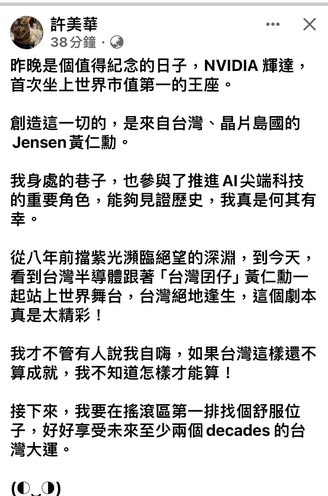 許美華
38分鐘·
昨晚是個值得紀念的日子，NVIDIA 輝達，
首次坐上世界市值第一的王座。
創造這一切的，是來自台灣、晶片島國的
Jensen黃仁勳。
我身處的巷子，也參與了推進AI尖端科技
的重要角色，能夠見證歷史，我真是何其有
幸。
從八年前擋紫光瀕臨絕望的深淵，到今天，
看到台灣半導體跟著「台灣囝仔」黃仁勳一
起站上世界舞台，台灣絕地逢生，這個劇本
真是太精彩！
我才不管有人說我自嗨，如果台灣這樣還不
算成就，我不知道怎樣才能算！
接下來，我要在搖滾區第一排找個舒服位
子，好好享受未來至少兩個decades的台
灣大運。
(◐‿◑)